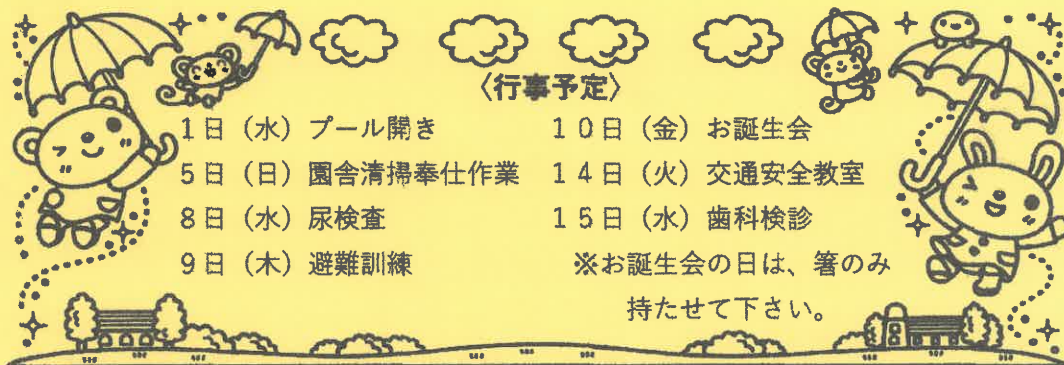 〈行事予定〉
1日（水）プール開き
5日（日）園舎清掃奉仕作業
8日（水）尿検査
9日（木）避難訓練
10日（金）お誕生会
14日（火）交通安全教室
15日（水）歯科検診
※お誕生会の日は、箸のみ
持たせて下さい。